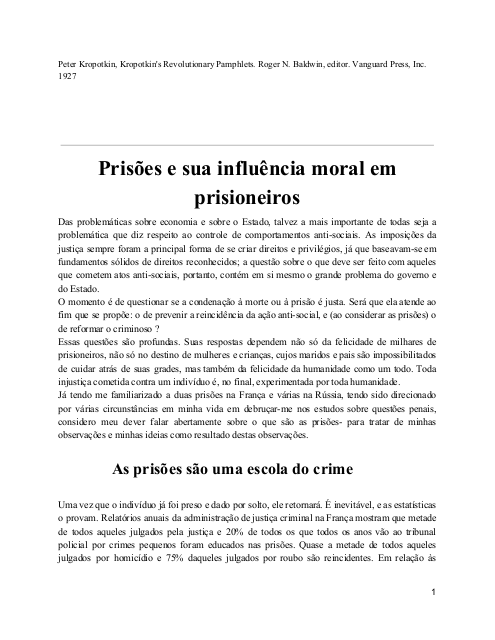 Peter Kropotkin, Kropotkin's Revolutionary Pamphlets. Roger N. Baldwin, editor. Vanguard Press, Inc.
1927
Prisões e sua influência moral em
prisioneiros
Das problemáticas sobre economia e sobre o Estado, talvez a mais importante de todas seja a
problemática que diz respeito ao controle de comportamentos anti-sociais. As imposições da
justiça sempre foram a principal forma de se criar direitos e privilégios, já que baseavam-se em
fundamentos sólidos de direitos reconhecidos; a questão sobre o que deve ser feito com aqueles
que cometem atos anti-sociais, portanto, contém em si mesmo o grande problema do governo e
do Estado.
O momento é de questionar se a condenação á morte ou à prisão é justa. Será que ela atende ao
fim que se propõe: o de prevenir a reincidência da ação anti-social, e (ao considerar as prisões) o
de reformar o criminoso ?
Essas questões são profundas. Suas respostas dependem não só da felicidade de milhares de
prisioneiros, não só no destino de mulheres e crianças, cujos maridos e pais são impossibilitados
de cuidar atrás de suas grades, mas também da felicidade da humanidade como um todo. Toda
injustiça cometida contra um indivíduo é, no final, experimentada por toda humanidade.
Já tendo me familiarizado a duas prisões na França e várias na Rússia, tendo sido direcionado
por várias circunstâncias em minha vida em debruçar-me nos estudos sobre questões penais,
considero meu dever falar abertamente sobre o que são as prisões- para tratar de minhas
observações e minhas ideias como resultado destas observações.
As prisões são uma escola do crime
Uma vez que o indivíduo já foi preso e dado por solto, ele retornará. É inevitável, e as estatísticas
o provam. Relatórios anuais da administração de justiça criminal na França mostram que metade
de todos aqueles julgados pela justiça e 20% de todos os que todos os anos vão ao tribunal
policial por crimes pequenos foram educados nas prisões. Quase a metade de todos aqueles
julgados por homicídio e 75% daqueles julgados por roubo são reincidentes. Em relação às
1